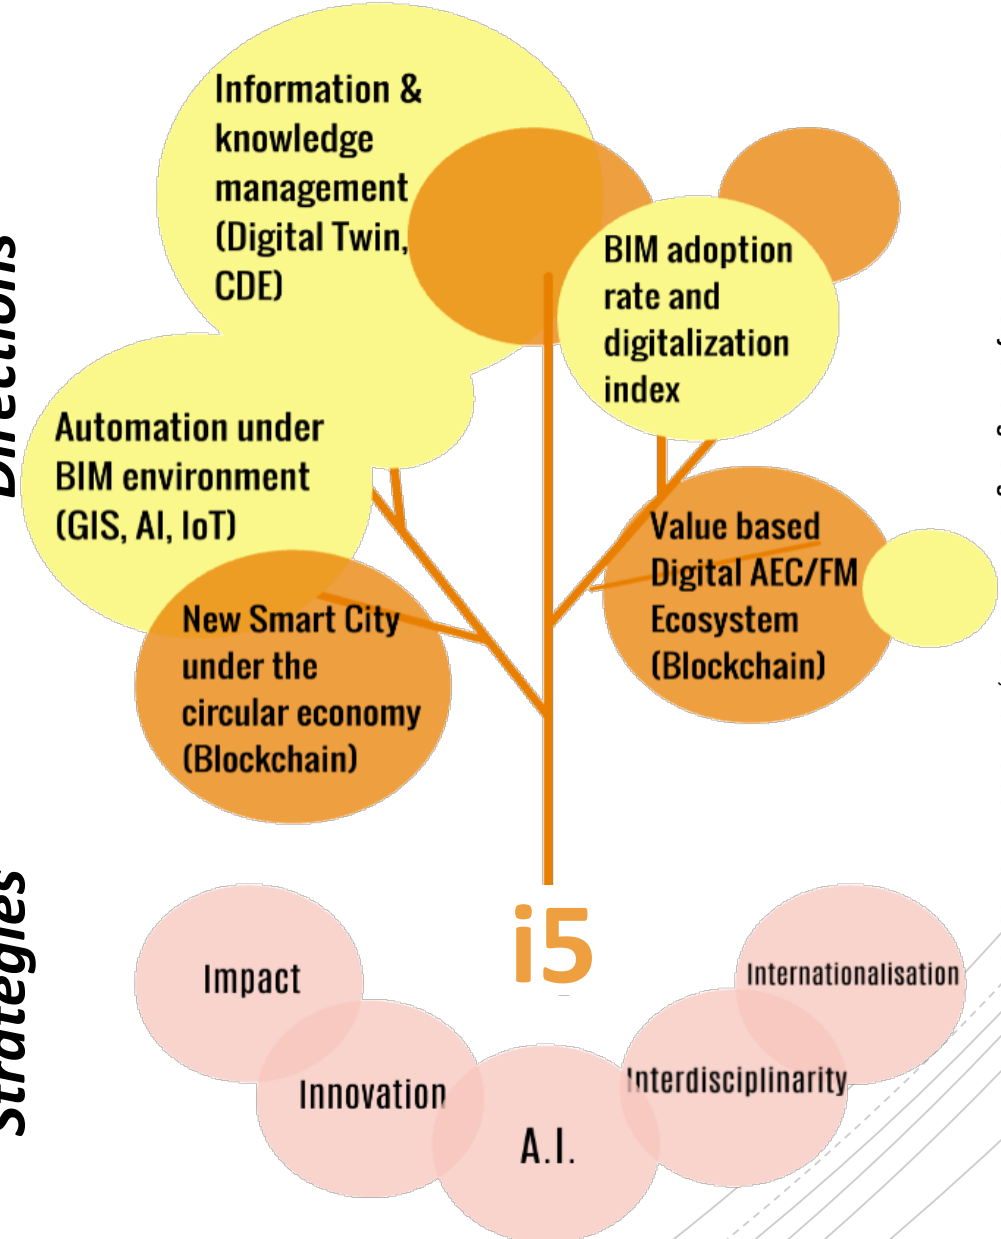 Directions
Information &
knowledge
management
(Digital Twin,
CDE)
BIM adoption
rate and
digitalization
index
Automation under
BIM environment
(GIS, AI, IoT)
Value based
Digital AEC/FM
Ecosystem
(Blockchain)
New Smart City
under the
circular economy
(Blockchain)
Strategies
i5
Impact
Internationalisation
Innovation
Interdisciplinarity
A.I.